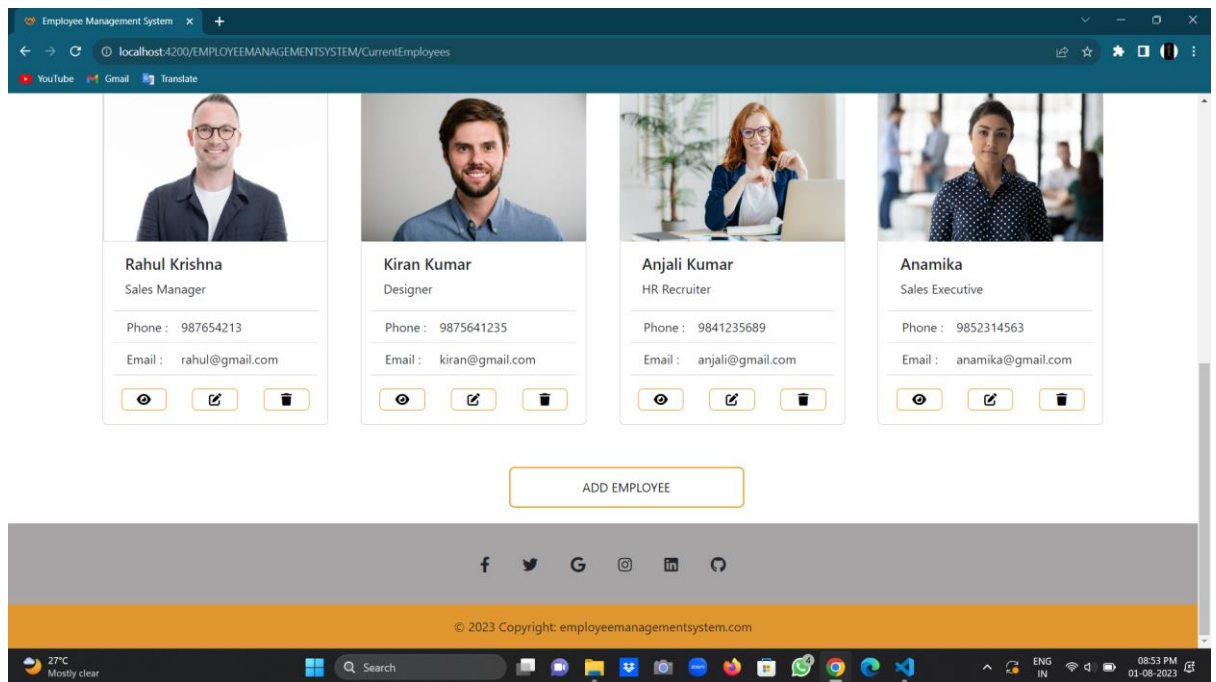 Employee Management System
localhost:4200/EMPLOYEEMANAGEMENTSYSTEM/CurrentEmployees
YouTube Gmail Translate
Rahul Krishna
Sales Manager
Phone : 987654213
Email : rahul@gmail.com
Kiran Kumar
Designer
Phone : 9875641235
Email : kiran@gmail.com
Anjali Kumar
HR Recruiter
Phone : 9841235689
Email : anjali@gmail.com
Anamika
Sales Executive
Phone : 9852314563
Email : anamika@gmail.com
ADD EMPLOYEE
© 2023 Copyright: employeemanagementsystem.com
27°C
Mostly clear
Search
ENG
IN
08:53 PM
01-08-2023